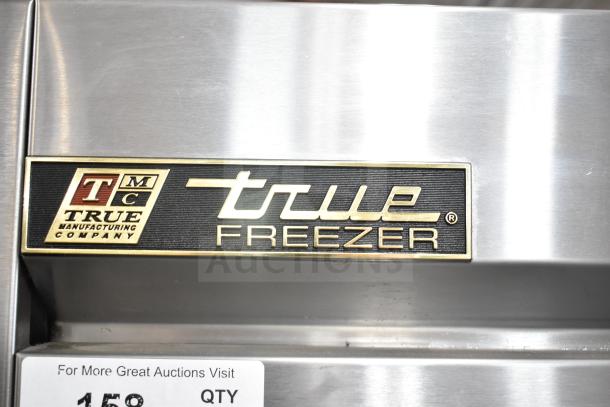 T M
C
TRUE
MANUFACTURING
COMPANY
true®
FREEZER
AUCTIONS
For More Great Auctions Visit
158
QTY